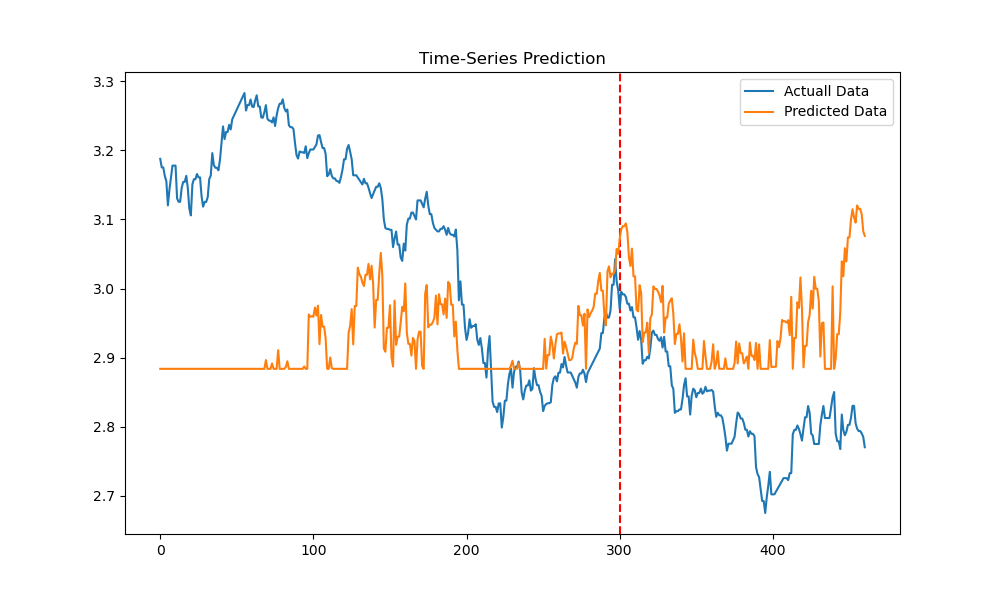 Time-Series Prediction
Actuall Data
Predicted Data
3.3
3.2
3.1
3.0
2.9
2.8
2.7
0 100 200 300 400